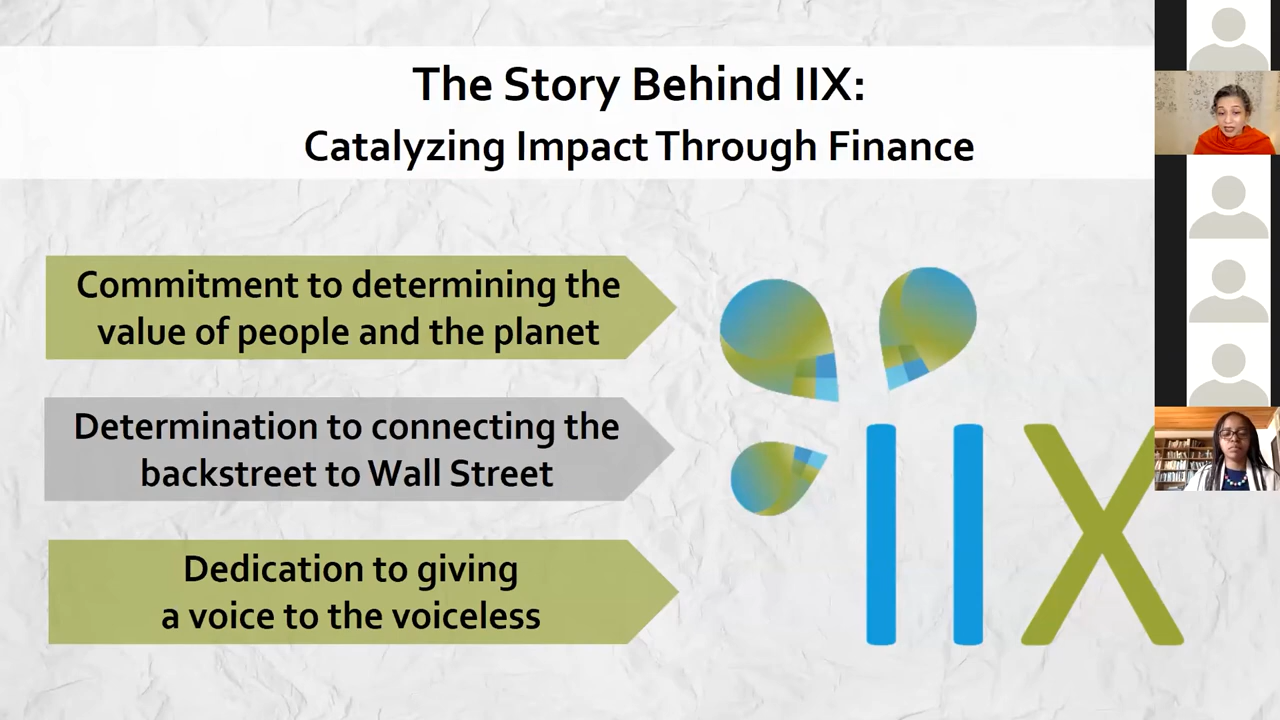 The Story Behind IIX:
Catalyzing Impact Through Finance
Commitment to determining the
value of people and the planet
Determination to connecting the
backstreet to Wall Street
Dedication to giving
a voice to the voiceless
IIX